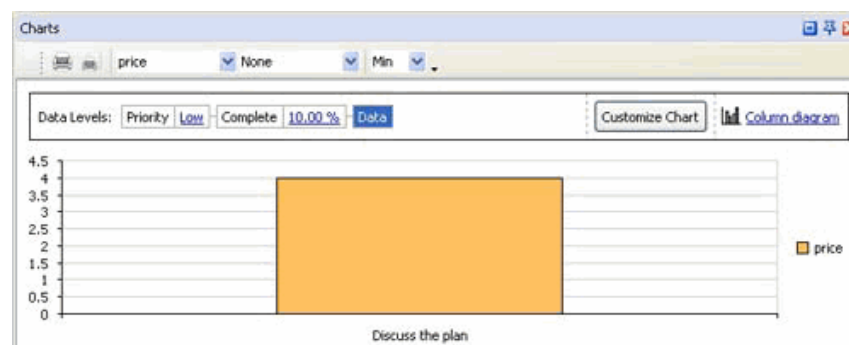 Charts
price None Min
Data Levels: Priority Low Complete 10.00 % Data Customize Chart Column diagram
4.5
4
3.5
3
2.5
2
1.5
1
0.5
0
price
Discuss the plan